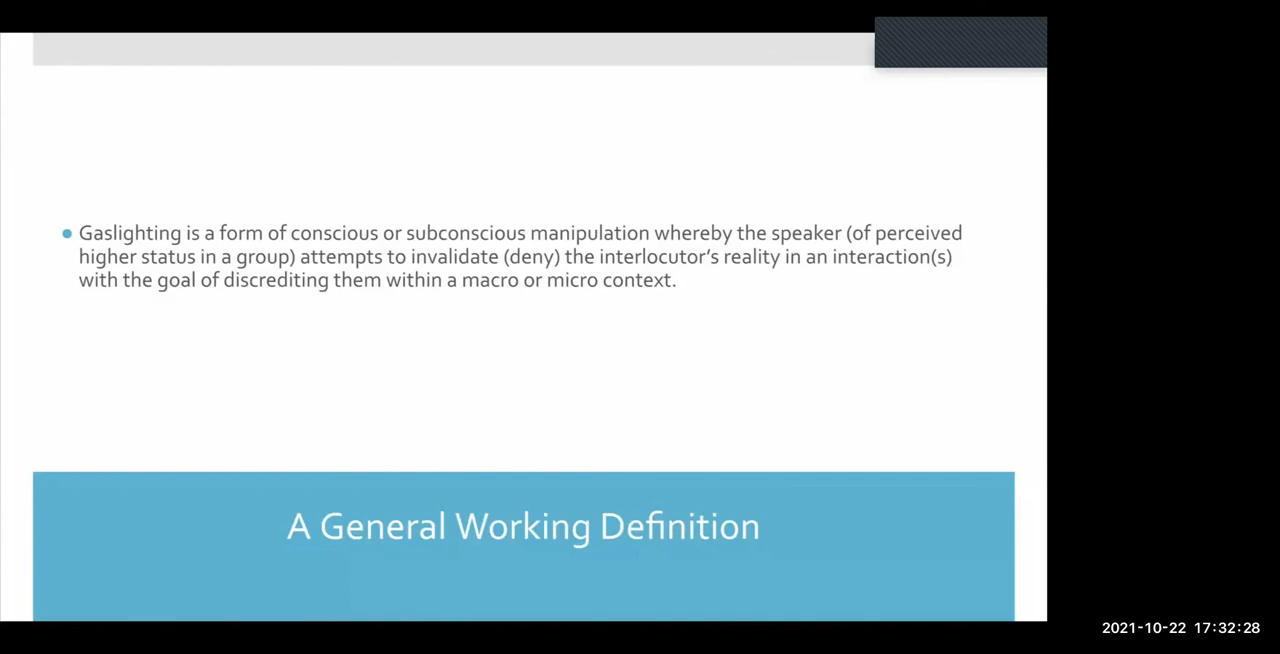 Gaslighting is a form of conscious or subconscious manipulation whereby the speaker (of perceived
higher status in a group) attempts to invalidate (deny) the interlocutor’s reality in an interaction(s)
with the goal of discrediting them within a macro or micro context.
A General Working Definition
2021-10-22 17:32:28